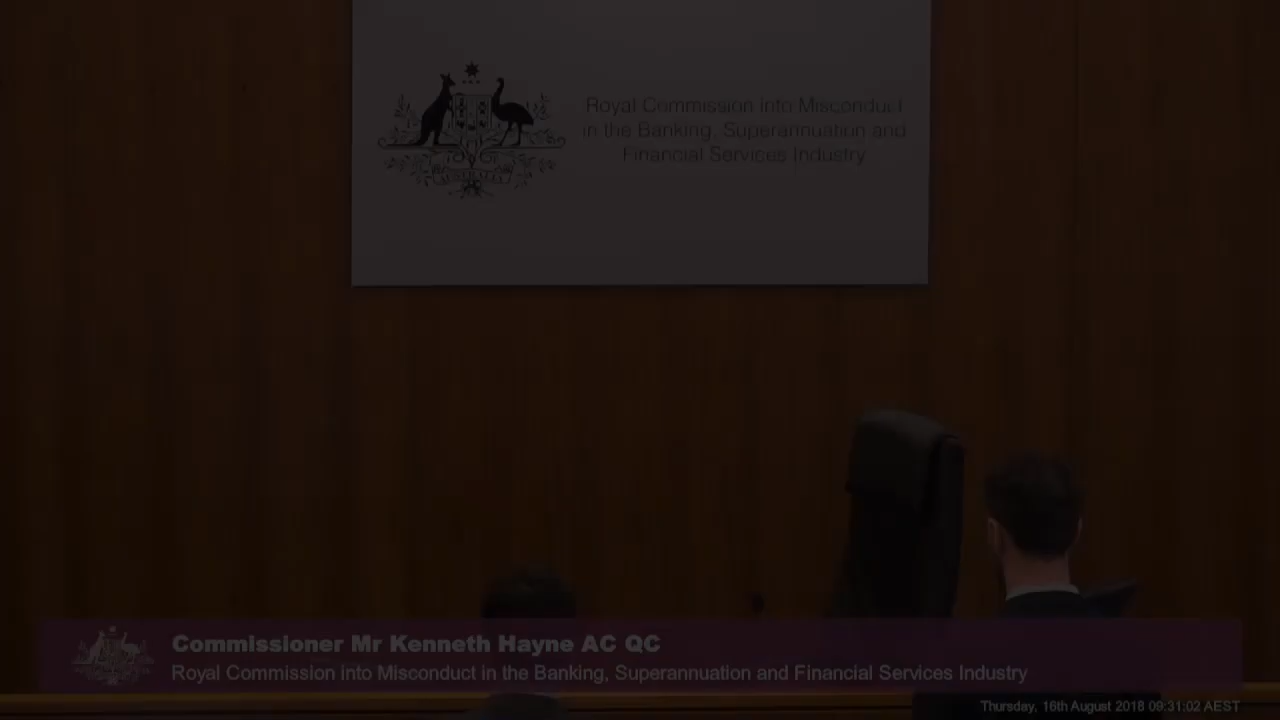 Royal Commission into Misconduct
in the Banking, Superannuation and
Financial Services Industry
AUSTRALIA
Commissioner Mr Kenneth Hayne AC QC
Royal Commission into Misconduct in the Banking, Superannuation and Financial Services Industry
Thursday, 16th August 2018 09:31:02 AEST